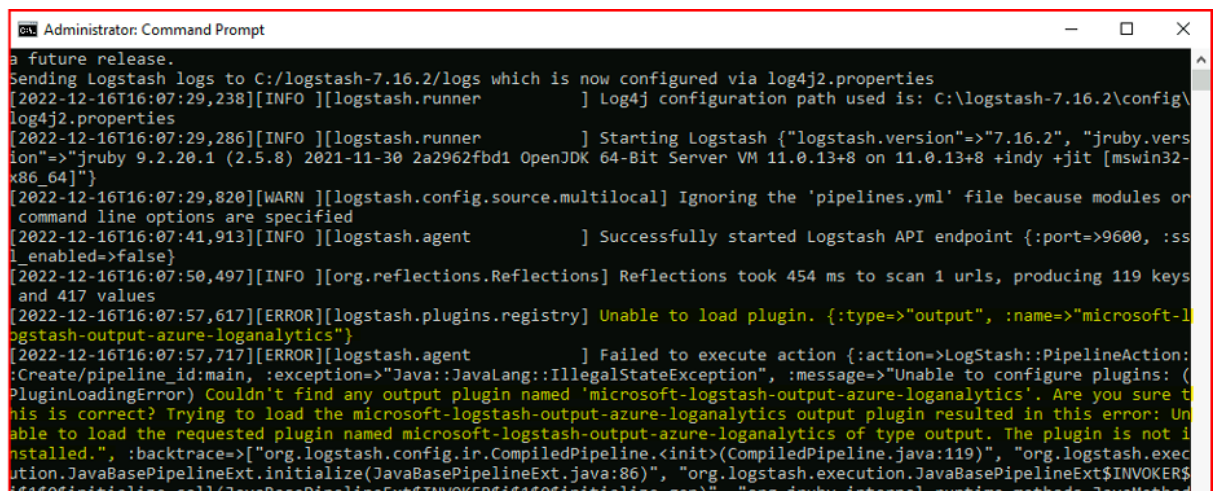 Administrator: Command Prompt
a future release.
Sending Logstash logs to C:/logstash-7.16.2/logs which is now configured via log4j2.properties
[2022-12-16T16:07:29,238][INFO ][logstash.runner          ] Log4j configuration path used is: C:\logstash-7.16.2\config\
log4j2.properties
[2022-12-16T16:07:29,286][INFO ][logstash.runner          ] Starting Logstash {"logstash.version"=>"7.16.2", "jruby.vers
ion"=>"jruby 9.2.20.1 (2.5.8) 2021-11-30 2a2962fbd1 OpenJDK 64-Bit Server VM 11.0.13+8 on 11.0.13+8 +indy +jit [mswin32-
x86_64]"}
[2022-12-16T16:07:29,820][WARN ][logstash.config.source.multilocal] Ignoring the 'pipelines.yml' file because modules or
 command line options are specified
[2022-12-16T16:07:41,913][INFO ][logstash.agent           ] Successfully started Logstash API endpoint {:port=>9600, :ss
l_enabled=>false}
[2022-12-16T16:07:50,497][INFO ][org.reflections.Reflections] Reflections took 454 ms to scan 1 urls, producing 119 keys
 and 417 values
[2022-12-16T16:07:57,617][ERROR][logstash.plugins.registry] Unable to load plugin. {:type=>"output", :name=>"microsoft-l
ogstash-output-azure-loganalytics"}
[2022-12-16T16:07:57,717][ERROR][logstash.agent           ] Failed to execute action {:action=>LogStash::PipelineAction:
:Create/pipeline_id:main, :exception=>"Java::JavaLang::IllegalStateException", :message=>"Unable to configure plugins: (
PluginLoadingError) Couldn't find any output plugin named 'microsoft-logstash-output-azure-loganalytics'. Are you sure t
his is correct? Trying to load the microsoft-logstash-output-azure-loganalytics output plugin resulted in this error: Un
able to load the requested plugin named microsoft-logstash-output-azure-loganalytics of type output. The plugin is not i
nstalled.", :backtrace=>["org.logstash.config.ir.CompiledPipeline.<init>(CompiledPipeline.java:119)", "org.logstash.exec
ution.JavaBasePipelineExt.initialize(JavaBasePipelineExt.java:86)", "org.logstash.execution.JavaBasePipelineExt$INVOKER$